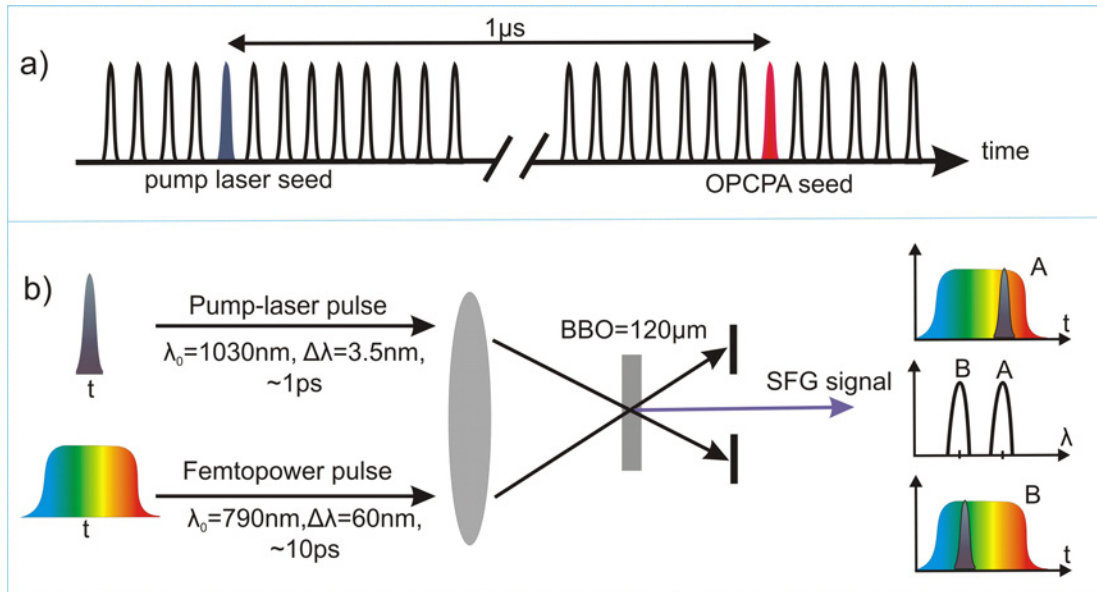 a)
1μs
pump laser seed
OPCPA seed
time
b)
t
Pump-laser pulse
λ₀=1030nm, Δλ=3.5nm,
~1ps
t
Femtopower pulse
λ₀=790nm,Δλ=60nm,
~10ps
BBO=120μm
SFG signal
A
t
B A
λ
B
t